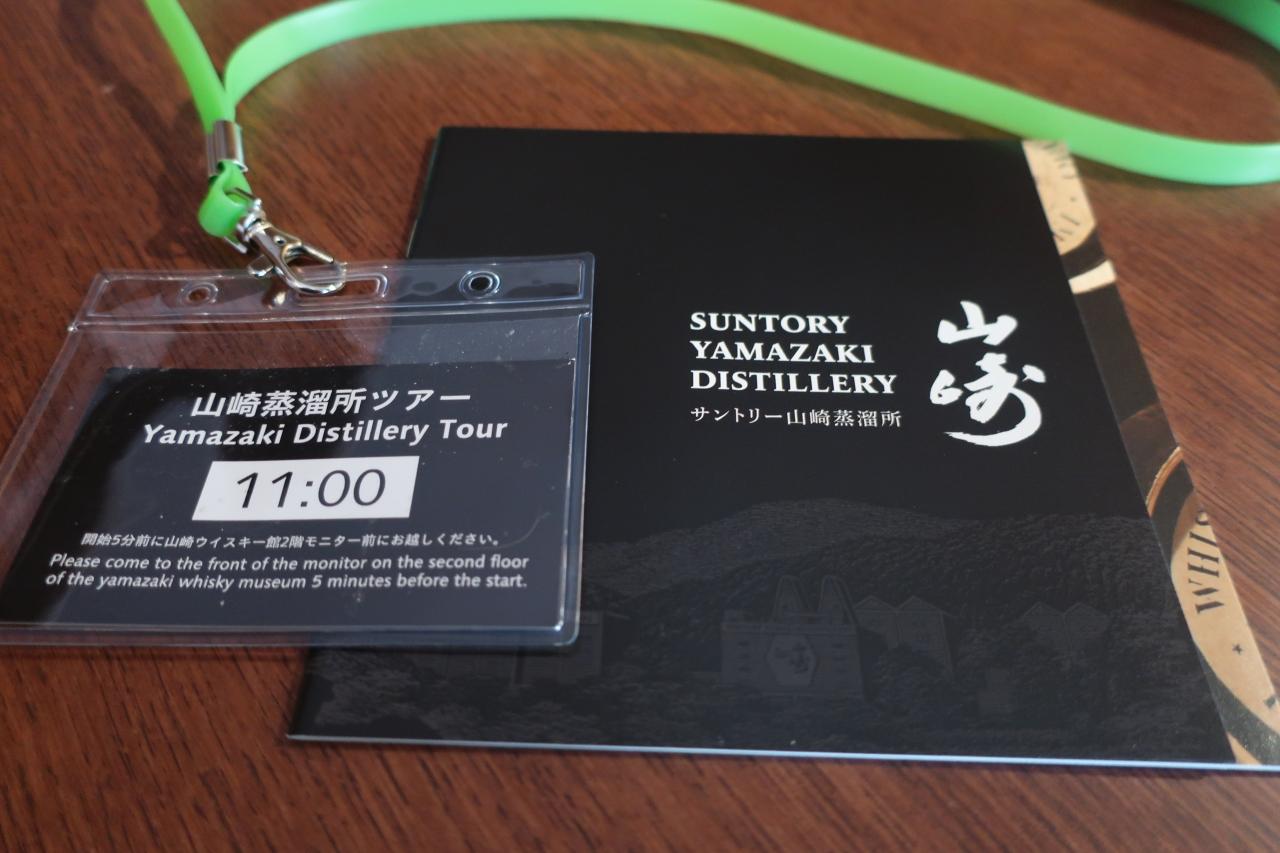 山崎蒸溜所ツアー
Yamazaki Distillery Tour
11:00
開始5分前に山崎ウイスキー館2階モニター前にお越しください。
Please come to the front of the monitor on the second floor
of the yamazaki whisky museum 5 minutes before the start.
SUNTORY
YAMAZAKI
DISTILLERY
サントリー山崎蒸溜所
山崎
WHIS